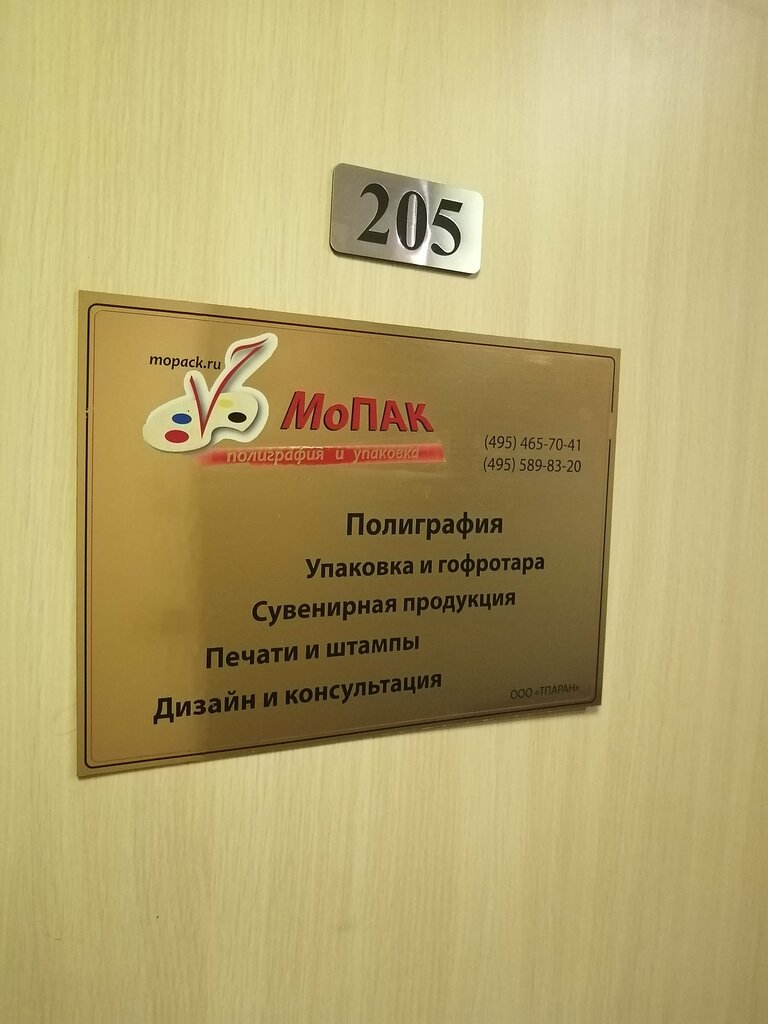 205
mopack.ru
МоПАК
полиграфия и упаковка
(495) 465-70-41
(495) 589-83-20
Полиграфия
Упаковка и гофротара
Сувенирная продукция
Печати и штампы
Дизайн и консультация
ООО «ТПАРАН»